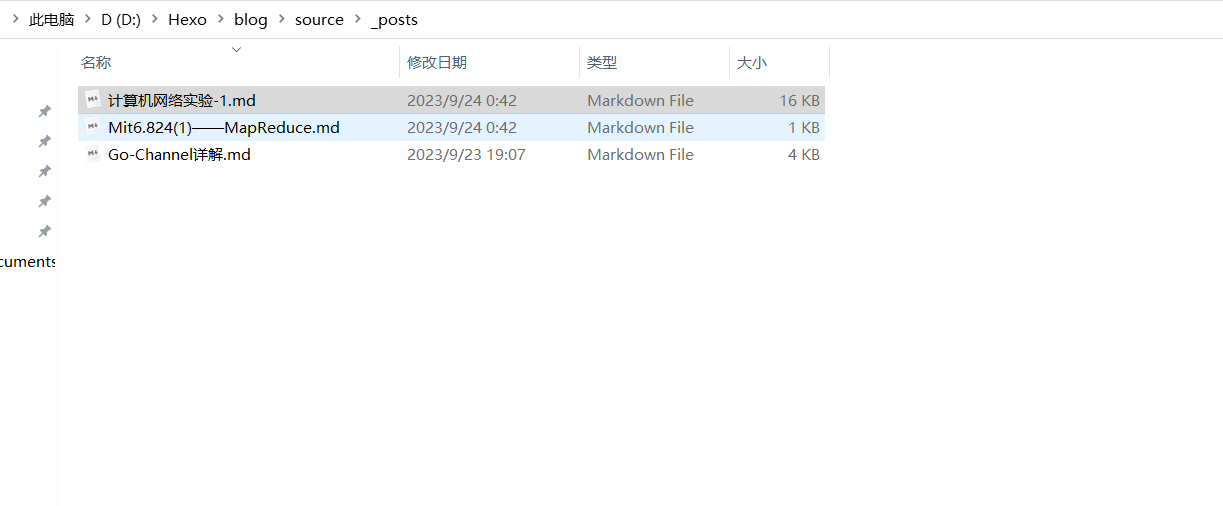 此电脑 > D (D:) > Hexo > blog > source > _posts
名称 修改日期 类型 大小
计算机网络实验-1.md 2023/9/24 0:42 Markdown File 16 KB
Mit6.824(1)——MapReduce.md 2023/9/24 0:42 Markdown File 1 KB
Go-Channel详解.md 2023/9/23 19:07 Markdown File 4 KB
cuments